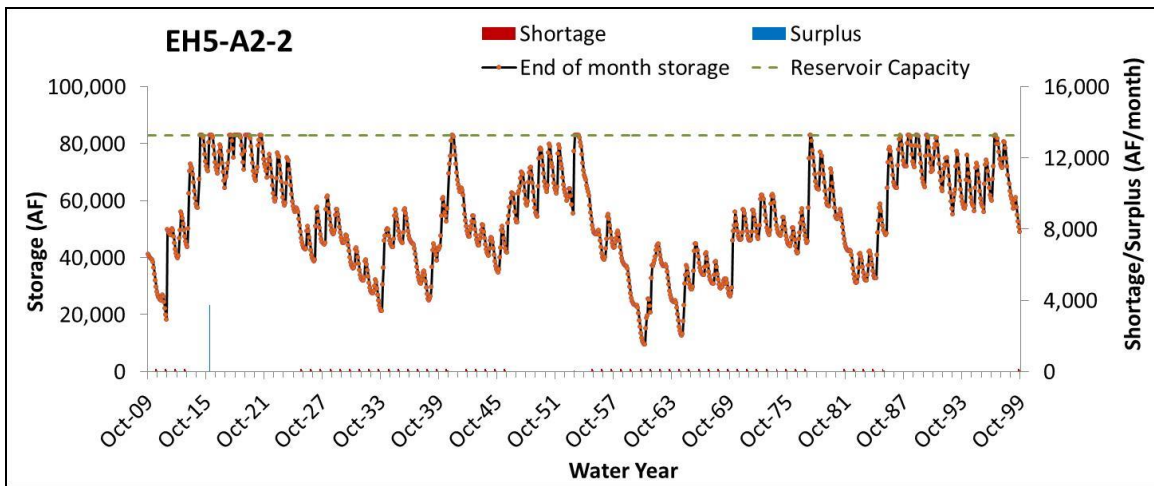 EH5-A2-2
Shortage
Surplus
End of month storage
Reservoir Capacity
Storage (AF)
100,000
80,000
60,000
40,000
20,000
0
16,000
12,000
8,000
4,000
0
Shortage/Surplus (AF/month)
Oct-09
Oct-15
Oct-21
Oct-27
Oct-33
Oct-39
Oct-45
Oct-51
Oct-57
Oct-63
Oct-69
Oct-75
Oct-81
Oct-87
Oct-93
Oct-99
Water Year